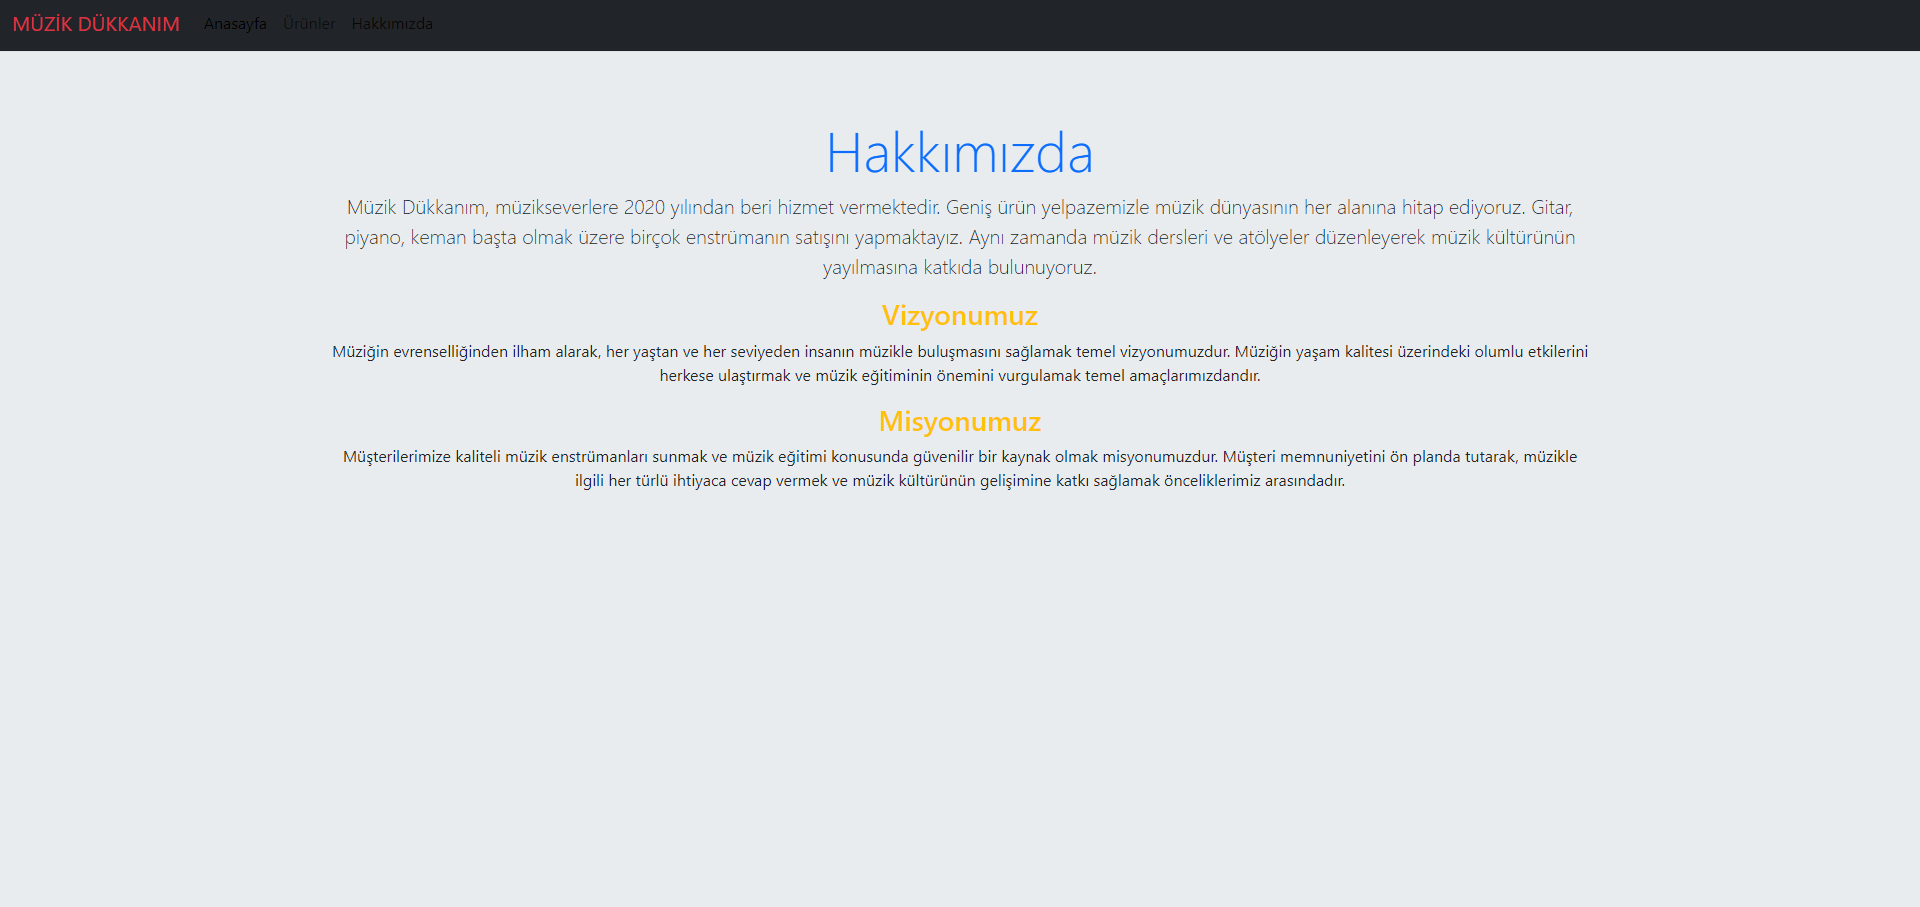 MÜZİK DÜKKANIM Anasayfa Ürünler Hakkımızda
Hakkımızda
Müzik Dükkanım, müzikseverlere 2020 yılından beri hizmet vermektedir. Geniş ürün yelpazemizle müzik dünyasının her alanına hitap ediyoruz. Gitar,
piyano, keman başta olmak üzere birçok enstrümanın satışını yapmaktayız. Aynı zamanda müzik dersleri ve atölyeler düzenleyerek müzik kültürünün
yayılmasına katkıda bulunuyoruz.
Vizyonumuz
Müziğin evrenselliğinden ilham alarak, her yaştan ve her seviyeden insanın müzikle buluşmasını sağlamak temel vizyonumuzdur. Müziğin yaşam kalitesi üzerindeki olumlu etkilerini
herkese ulaştırmak ve müzik eğitiminin önemini vurgulamak temel amaçlarımızdandır.
Misyonumuz
Müşterilerimize kaliteli müzik enstrümanları sunmak ve müzik eğitimi konusunda güvenilir bir kaynak olmak misyonumuzdur. Müşteri memnuniyetini ön planda tutarak, müzikle
ilgili her türlü ihtiyaca cevap vermek ve müzik kültürünün gelişimine katkı sağlamak önceliklerimiz arasındadır.